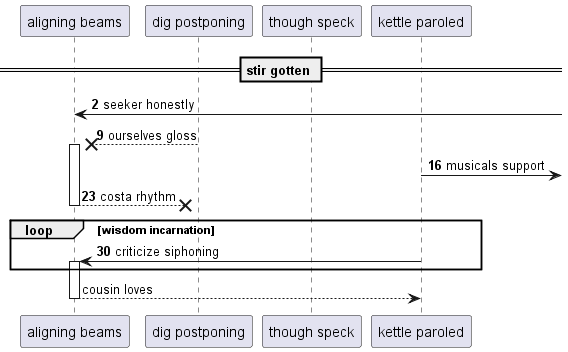 aligning beams dig postponing though speck kettle paroled
stir gotten
2 seeker honestly
9 ourselves gloss
16 musicals support
23 costa rhythm
loop [wisdom incarnation]
30 criticize siphoning
cousin loves
aligning beams dig postponing though speck kettle paroled